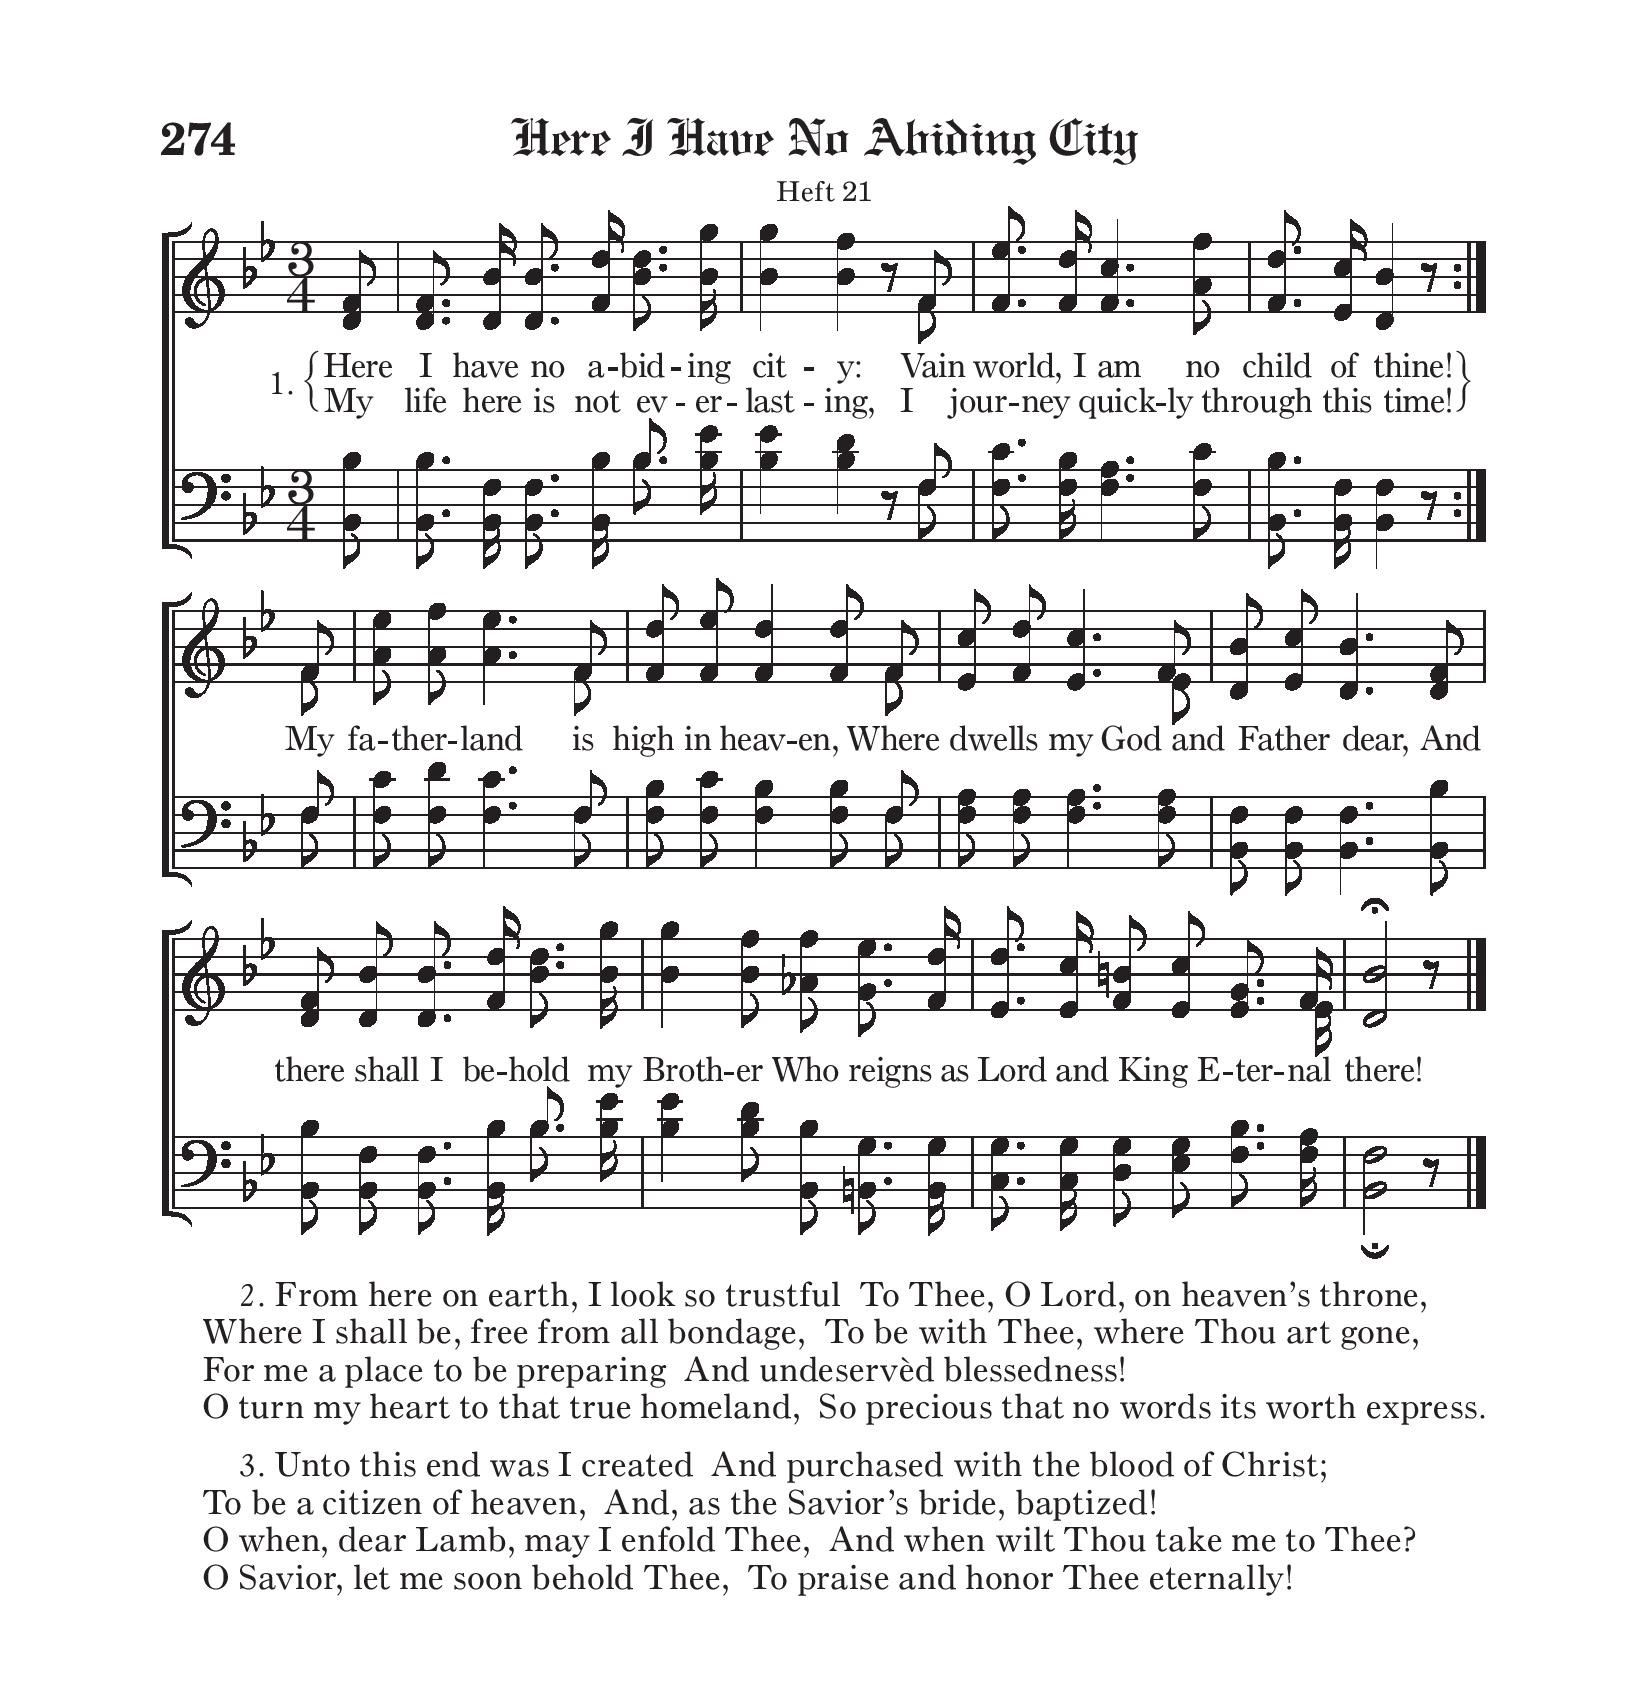 274 Here I Have No Abiding City
Heft 21
1. { Here I have no a-bid-ing cit-y: Vain world, I am no child of thine! }
My life here is not ev-er-last-ing, I jour-ney quick-ly through this time!
My fa-ther-land is high in heav-en, Where dwells my God and Father dear, And
there shall I be-hold my Broth-er Who reigns as Lord and King E-ter-nal there!
2. From here on earth, I look so trustful To Thee, O Lord, on heaven’s throne,
Where I shall be, free from all bondage, To be with Thee, where Thou art gone,
For me a place to be preparing And undeservèd blessedness!
O turn my heart to that true homeland, So precious that no words its worth express.
3. Unto this end was I created And purchased with the blood of Christ;
To be a citizen of heaven, And, as the Savior’s bride, baptized!
O when, dear Lamb, may I enfold Thee, And when wilt Thou take me to Thee?
O Savior, let me soon behold Thee, To praise and honor Thee eternally!